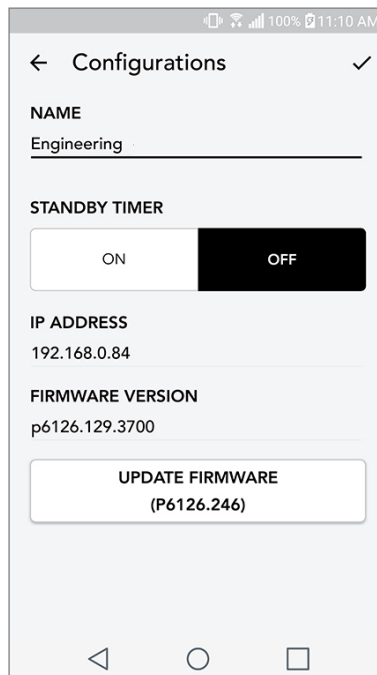 100% 11:10 AM
Configurations
NAME
Engineering
STANDBY TIMER
ON OFF
IP ADDRESS
192.168.0.84
FIRMWARE VERSION
p6126.129.3700
UPDATE FIRMWARE
(P6126.246)